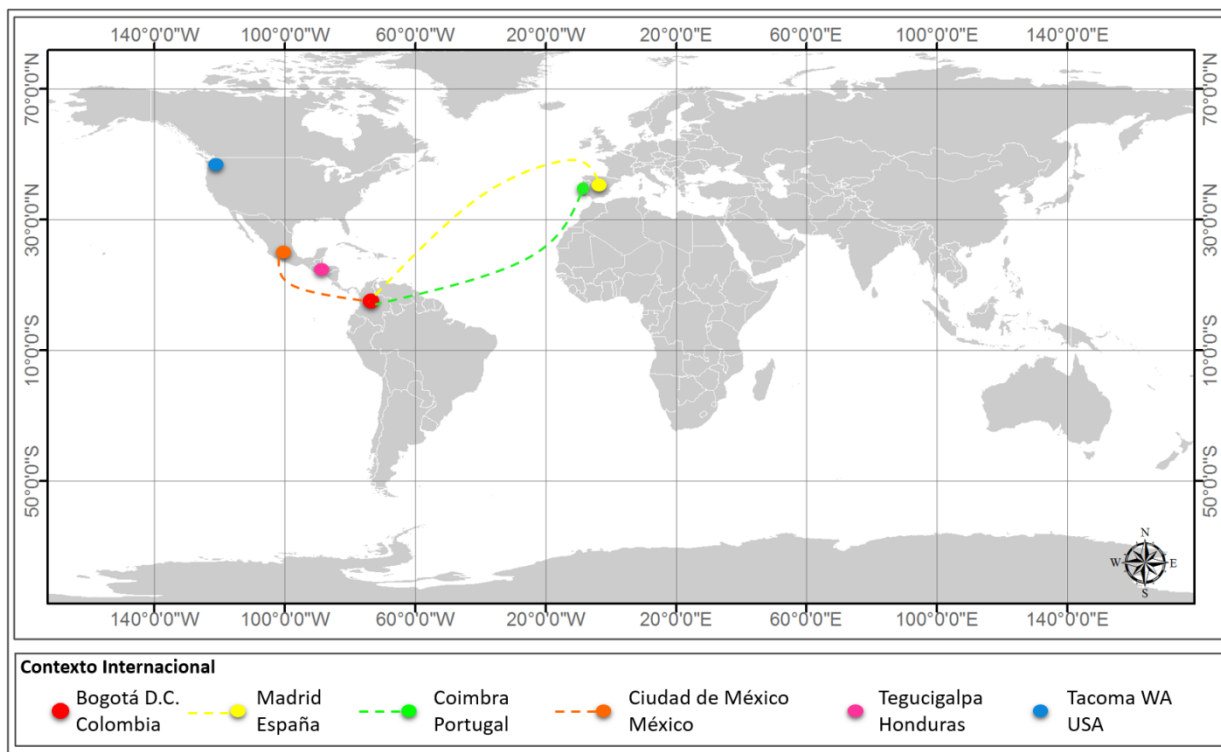 140°0'0"W 100°0'0"W 60°0'0"W 20°0'0"W 20°0'0"E 60°0'0"E 100°0'0"E 140°0'0"E
70°0'0"N 70°0'0"N
30°0'0"N 30°0'0"N
10°0'0"S 10°0'0"S
50°0'0"S 50°0'0"S
N
W E
S
140°0'0"W 100°0'0"W 60°0'0"W 20°0'0"W 20°0'0"E 60°0'0"E 100°0'0"E 140°0'0"E
Contexto Internacional
Bogotá D.C. Madrid Coimbra Ciudad de México Tegucigalpa Tacoma WA
Colombia España Portugal México Honduras USA